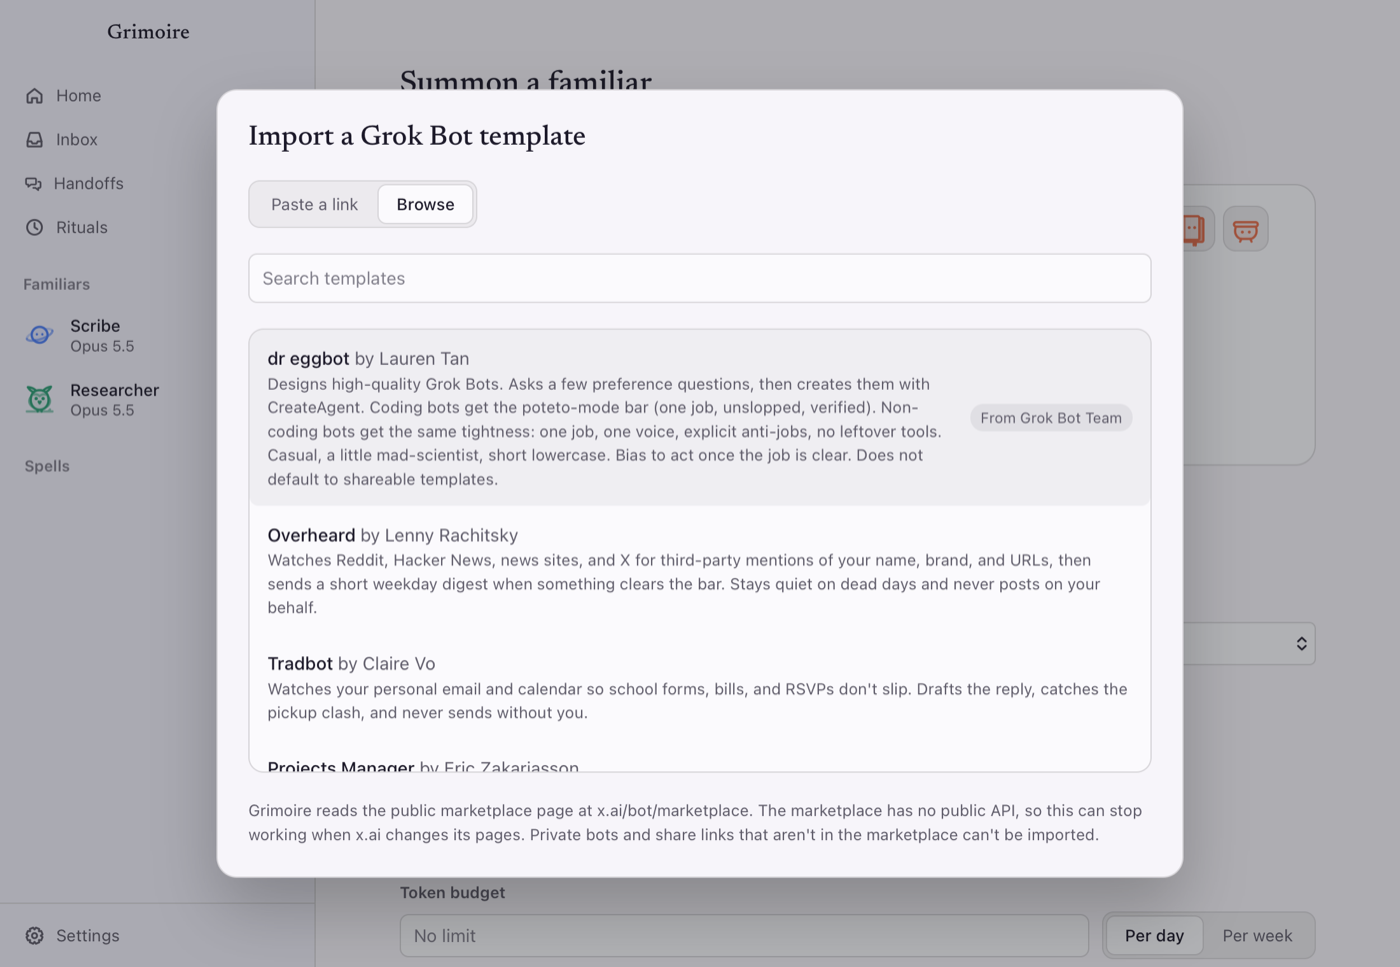 Grimoire
Home
Inbox
Handoffs
Rituals
Familiars
Scribe
Opus 5.5
Researcher
Opus 5.5
Spells
Settings
Summon a familiar
Import a Grok Bot template
Paste a link
Browse
Search templates
dr eggbot by Lauren Tan
Designs high-quality Grok Bots. Asks a few preference questions, then creates them with
CreateAgent. Coding bots get the poteto-mode bar (one job, unslopped, verified). Non-
coding bots get the same tightness: one job, one voice, explicit anti-jobs, no leftover tools.
Casual, a little mad-scientist, short lowercase. Bias to act once the job is clear. Does not
default to shareable templates.
From Grok Bot Team
Overheard by Lenny Rachitsky
Watches Reddit, Hacker News, news sites, and X for third-party mentions of your name, brand, and URLs, then
sends a short weekday digest when something clears the bar. Stays quiet on dead days and never posts on your
behalf.
Tradbot by Claire Vo
Watches your personal email and calendar so school forms, bills, and RSVPs don't slip. Drafts the reply, catches the
pickup clash, and never sends without you.
Projects Manager by Eric Zakariasson
Grimoire reads the public marketplace page at x.ai/bot/marketplace. The marketplace has no public API, so this can stop
working when x.ai changes its pages. Private bots and share links that aren't in the marketplace can't be imported.
Token budget
No limit
Per day
Per week